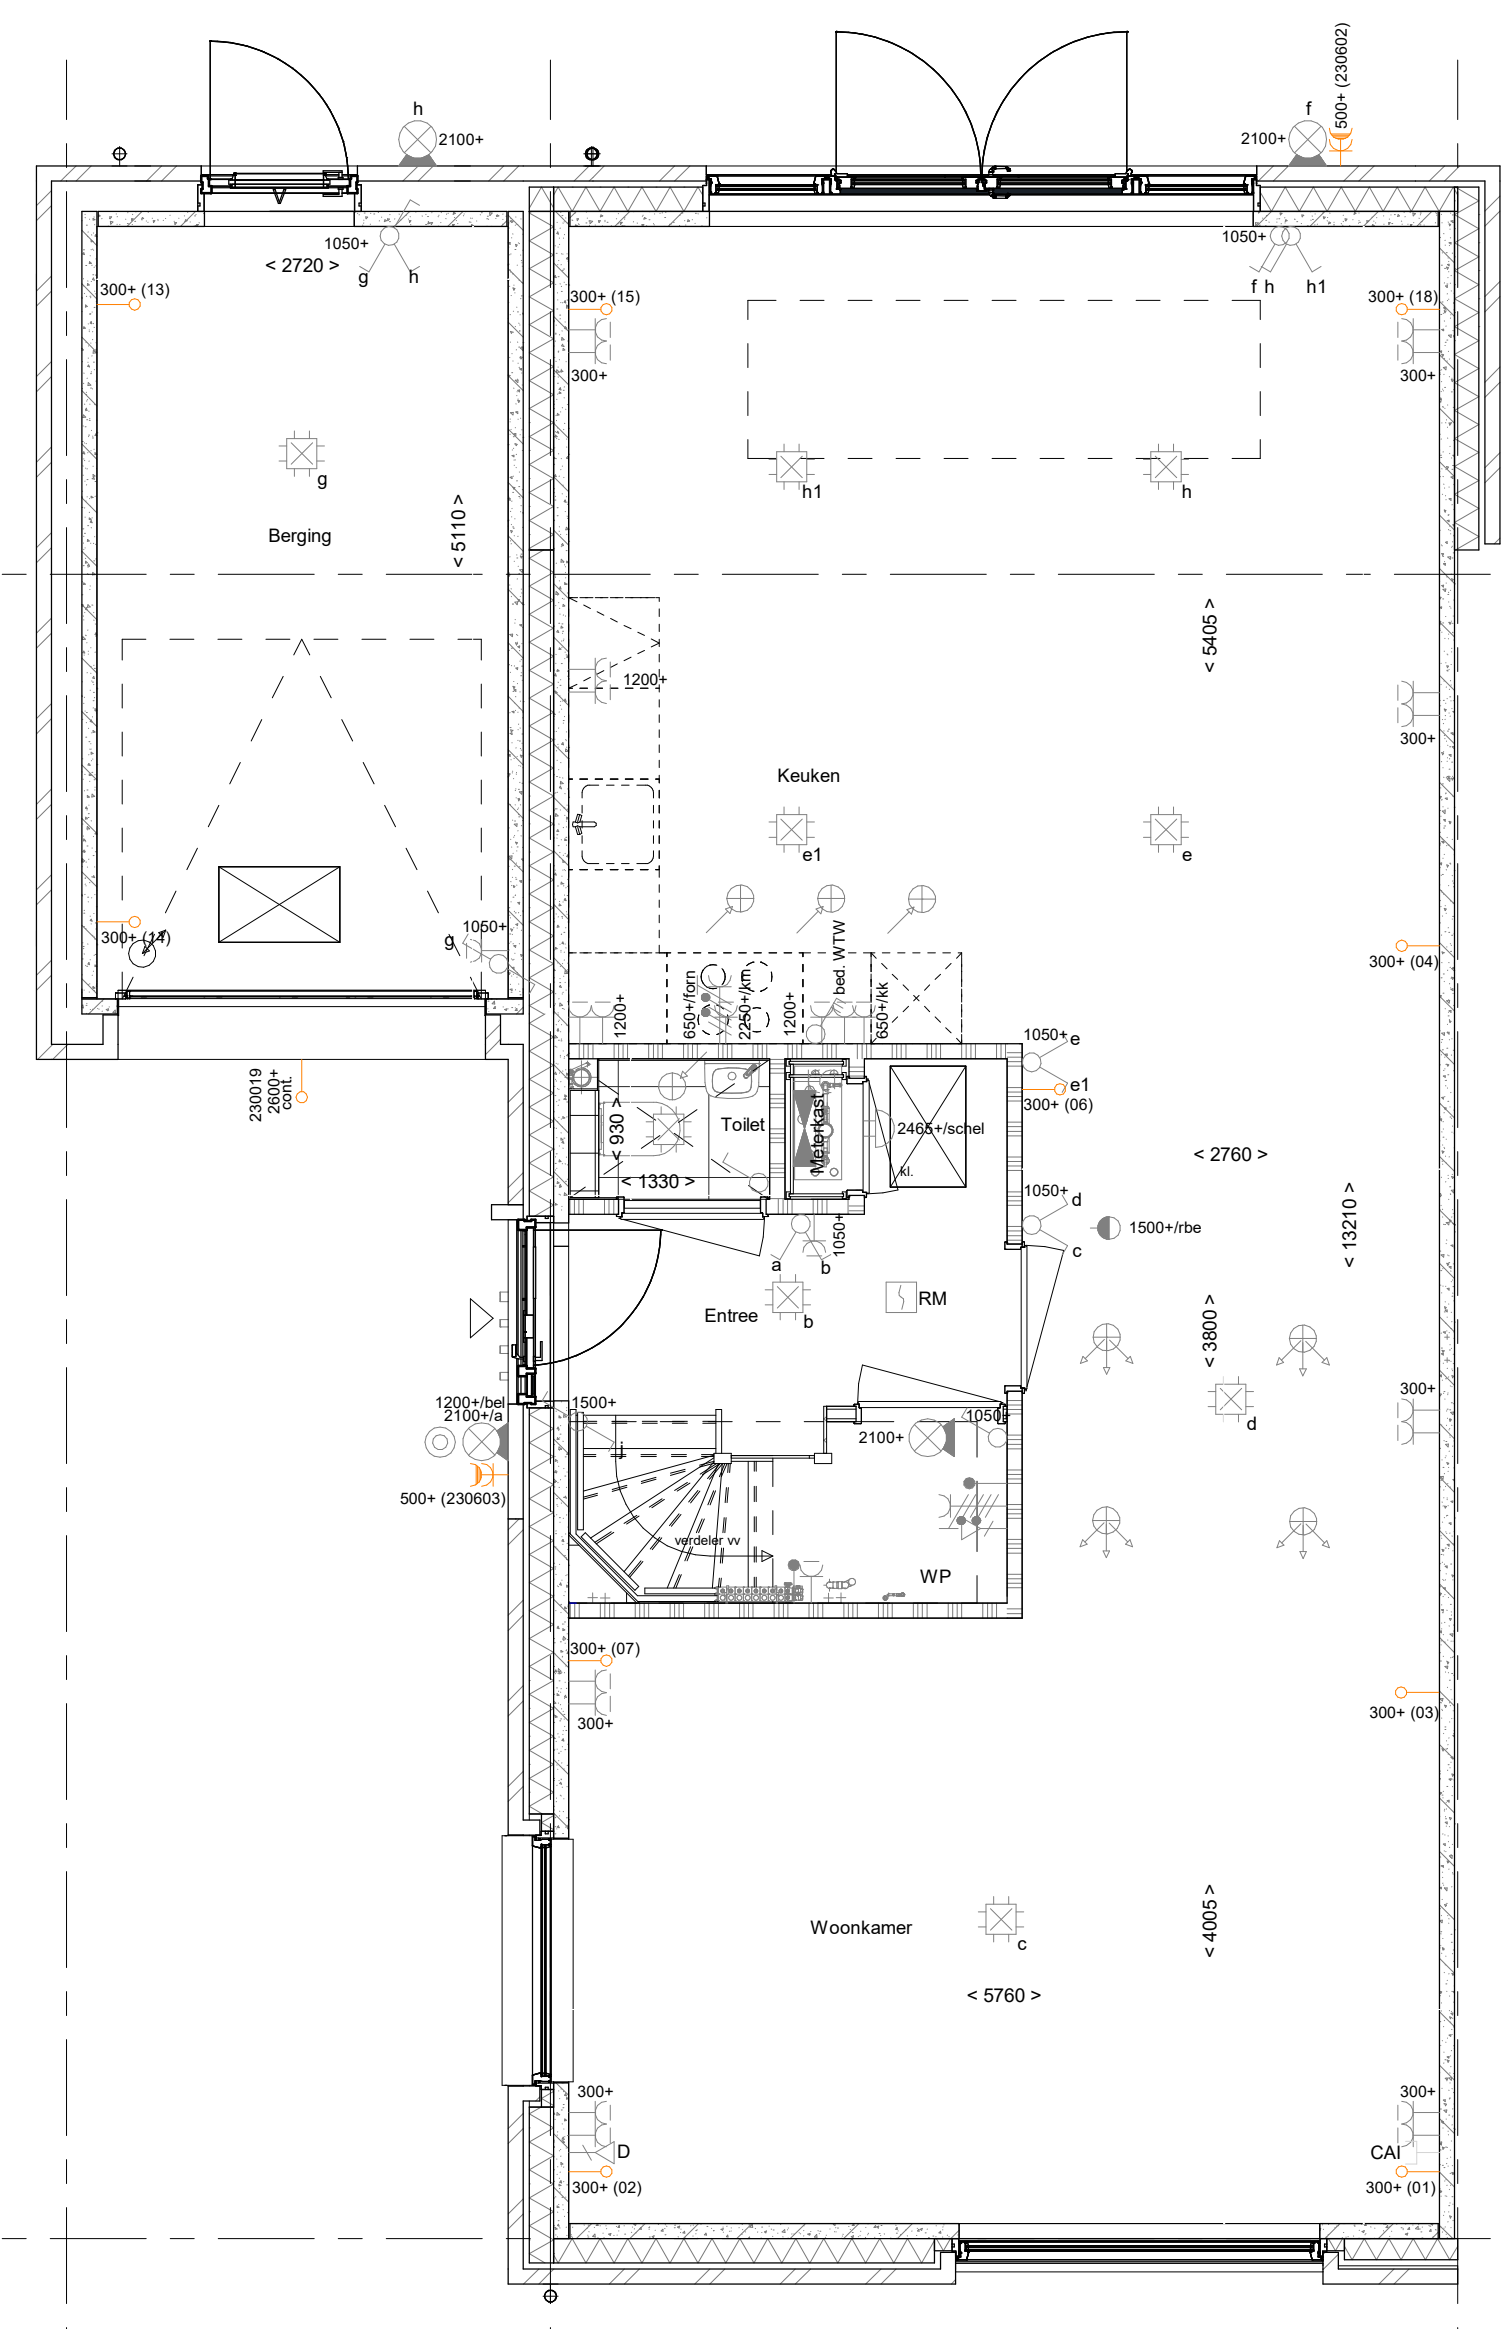 500+ (230602)
h
f
2100+
2100+
1050+
1050+
< 2720 >
g
h
f h
h1
300+ (13)
300+ (15)
300+ (18)
300+
300+
g
h1
h
< 5110 >
Berging
< 5405 >
1200+
300+
Keuken
e1
e
1050+
g
300+ (14)
bed. WTW
300+ (04)
1200+
650+/forn
2250+/km
1200+
650+/kk
1050+
e
e1
300+ (06)
230019
2600+
cont.
< 930 >
Toilet
Meterkast
2465+/schel
kl.
< 1330 >
< 2760 >
1050+
d
c
1500+/rbe
< 13210 >
1050+
a
b
Entree
b
RM
< 3800 >
d
300+
1200+/bel
2100+/a
1500+
j
2100+
1050+
500+ (230603)
verdeler vv
WP
300+ (07)
300+
300+ (03)
Woonkamer
c
< 4005 >
< 5760 >
300+
300+
D
CAI
300+ (02)
300+ (01)